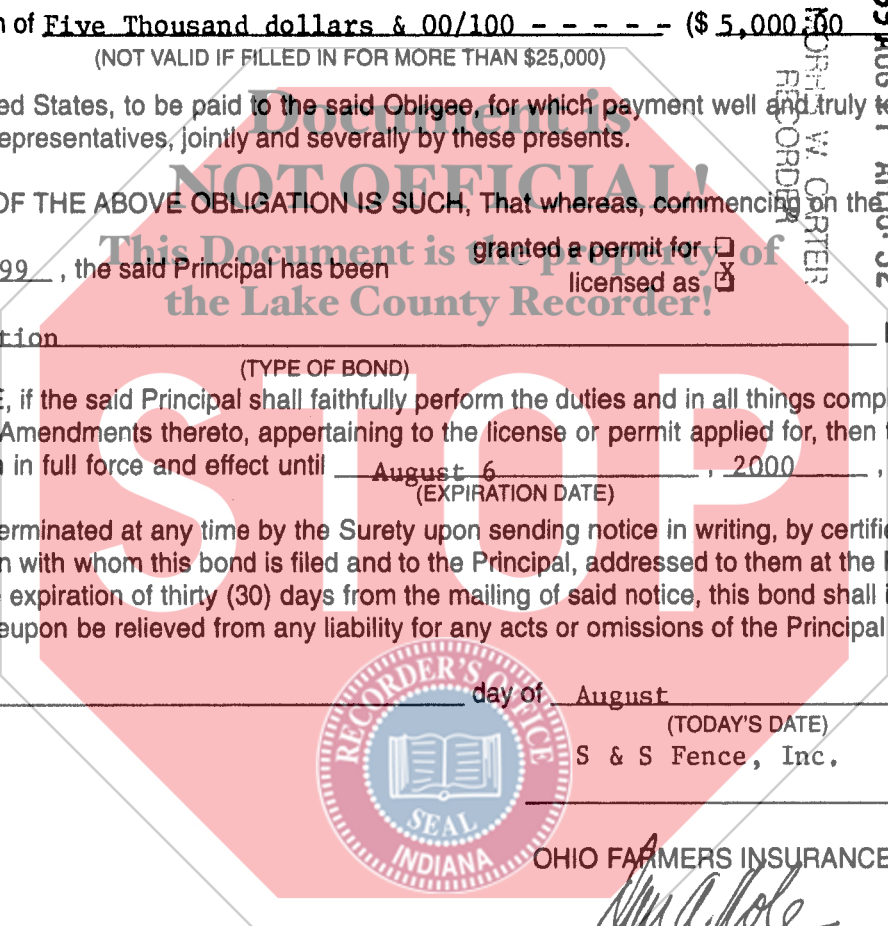 n of Five Thousand dollars & 00/100 - - - - - ($ 5,000.00
(NOT VALID IF FILLED IN FOR MORE THAN $25,000)
ed States, to be paid to the said Obligee, for which payment well and truly
epresentatives, jointly and severally by these presents.
OF THE ABOVE OBLIGATION IS SUCH, That whereas, commencing on the
granted a permit for ☐
99 , the said Principal has been
licensed as ☒
tion
(TYPE OF BOND)
E, if the said Principal shall faithfully perform the duties and in all things comp
Amendments thereto, appertaining to the license or permit applied for, then
n in full force and effect until August 6 , 2000 ,
(EXPIRATION DATE)
erminated at any time by the Surety upon sending notice in writing, by certific
n with whom this bond is filed and to the Principal, addressed to them at the
expiration of thirty (30) days from the mailing of said notice, this bond shall
eupon be relieved from any liability for any acts or omissions of the Principal
day of August
(TODAY'S DATE)
S & S Fence, Inc.
OHIO FARMERS INSURANCE
Document is
NOT OFFICIAL!
This Document is the property of
the Lake County Recorder!
STOP
RECORDER'S OFFICE
SEAL
INDIANA
W. CARTER
RECORDER